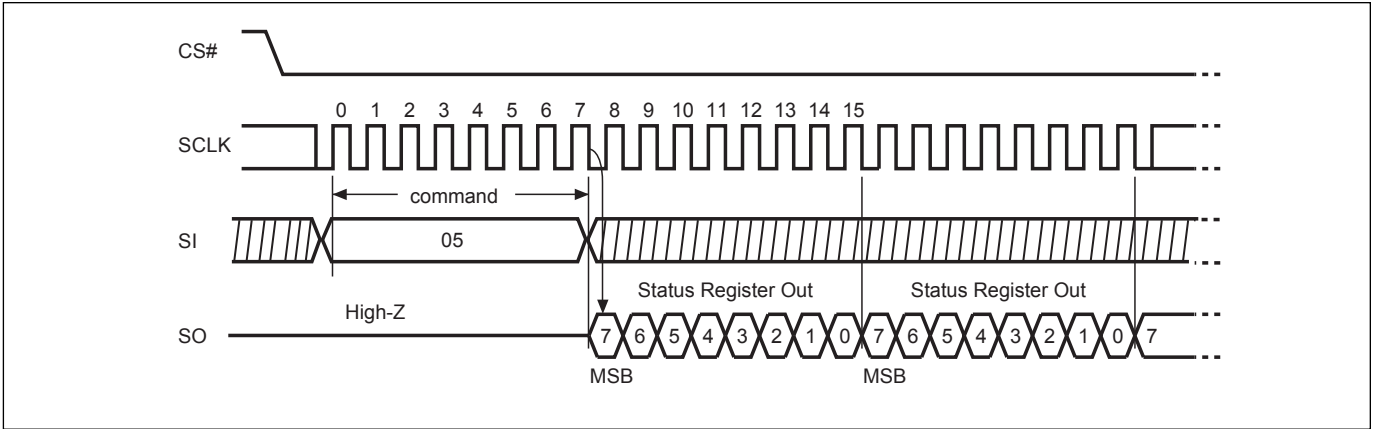 CS#
0 1 2 3 4 5 6 7 8 9 10 11 12 13 14 15
SCLK
command
SI
05
Status Register Out Status Register Out
High-Z
SO
7 6 5 4 3 2 1 0 7 6 5 4 3 2 1 0 7
MSB MSB